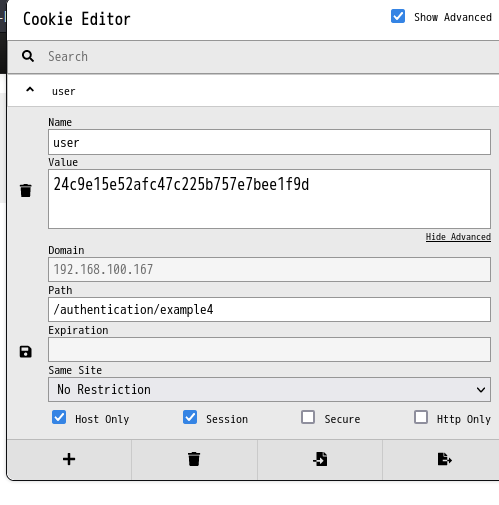 Cookie Editor
Show Advanced
Search
user
Name
user
Value
24c9e15e52afc47c225b757e7bee1f9d
Hide Advanced
Domain
192.168.100.167
Path
/authentication/example4
Expiration
Same Site
No Restriction
Host Only Session Secure Http Only